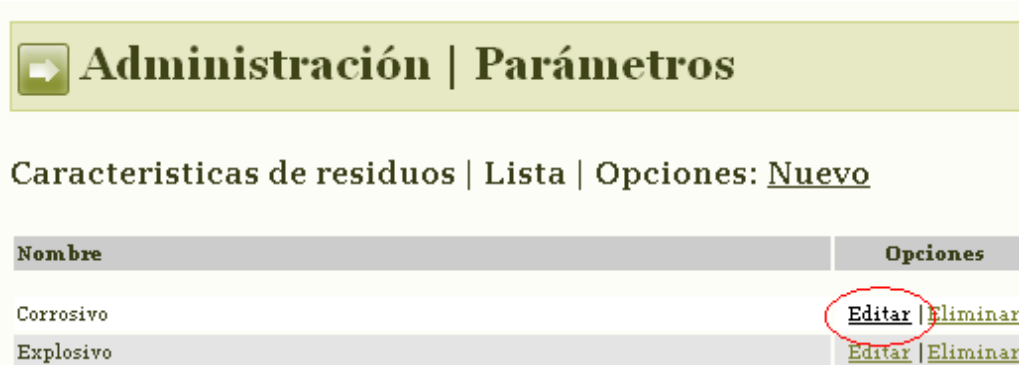 Administración | Parámetros
Caracteristicas de residuos | Lista | Opciones: Nuevo
Nombre Opciones
Corrosivo Editar | Eliminar
Explosivo Editar | Eliminar